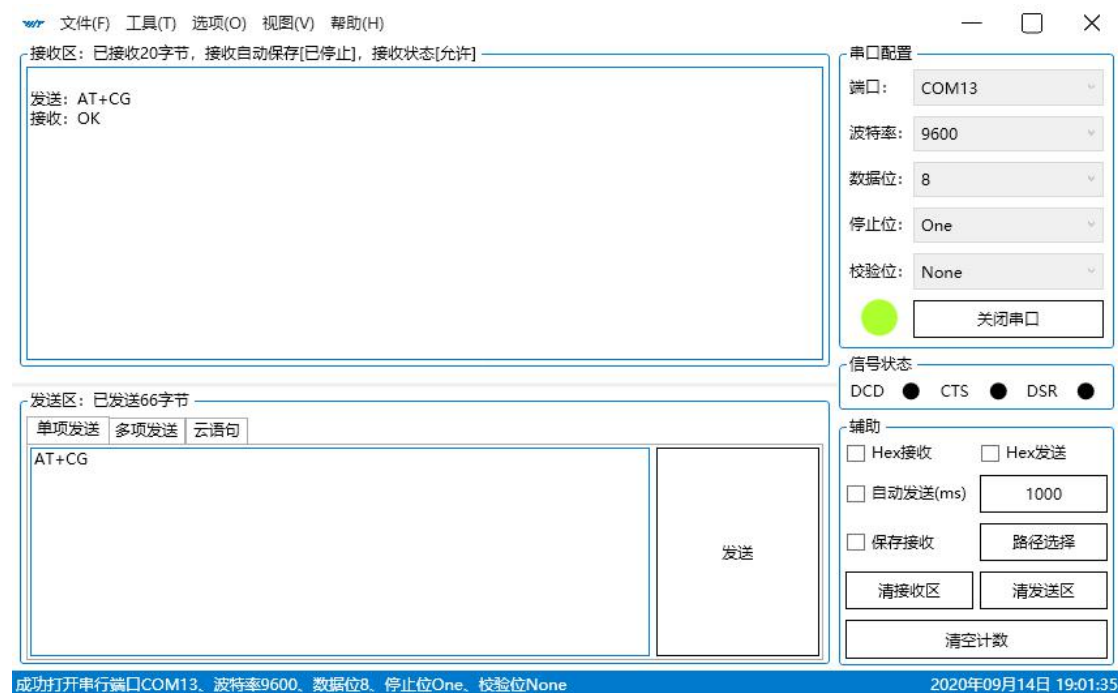 文件(F) 工具(T) 选项(O) 视图(V) 帮助(H)
接收区：已接收20字节，接收自动保存[已停止]，接收状态[允许]
发送：AT+CG
接收：OK
发送区：已发送66字节
单项发送 多项发送 云语句
AT+CG
发送
串口配置
端口： COM13
波特率： 9600
数据位： 8
停止位： One
校验位： None
关闭串口
信号状态
DCD CTS DSR
辅助
Hex接收 Hex发送
自动发送(ms) 1000
保存接收 路径选择
清接收区 清发送区
清空计数
成功打开串行端口COM13、波特率9600、数据位8、停止位One、校验位None 2020年09月14日 19:01:35